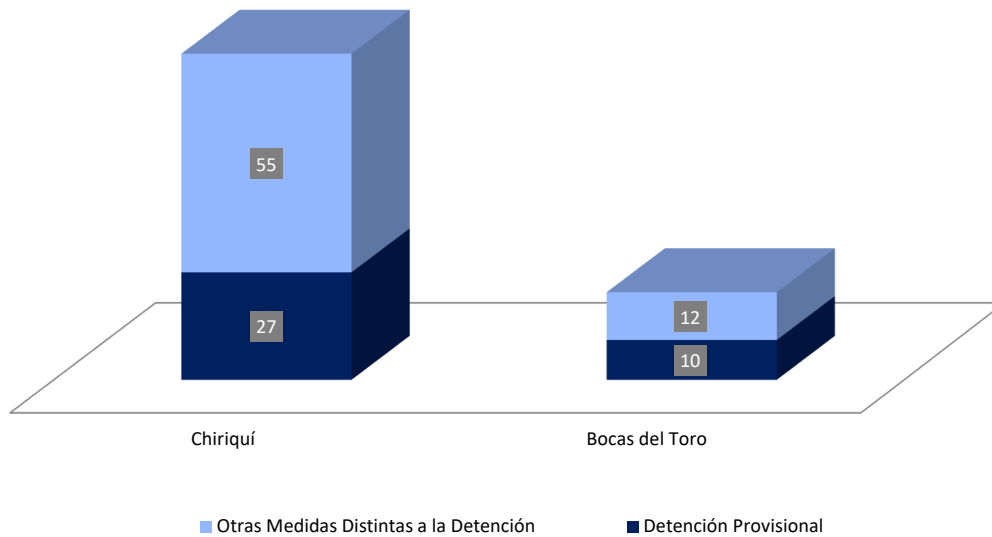 55
12
27
10
Chiriquí
Bocas del Toro
Otras Medidas Distintas a la Detención
Detención Provisional